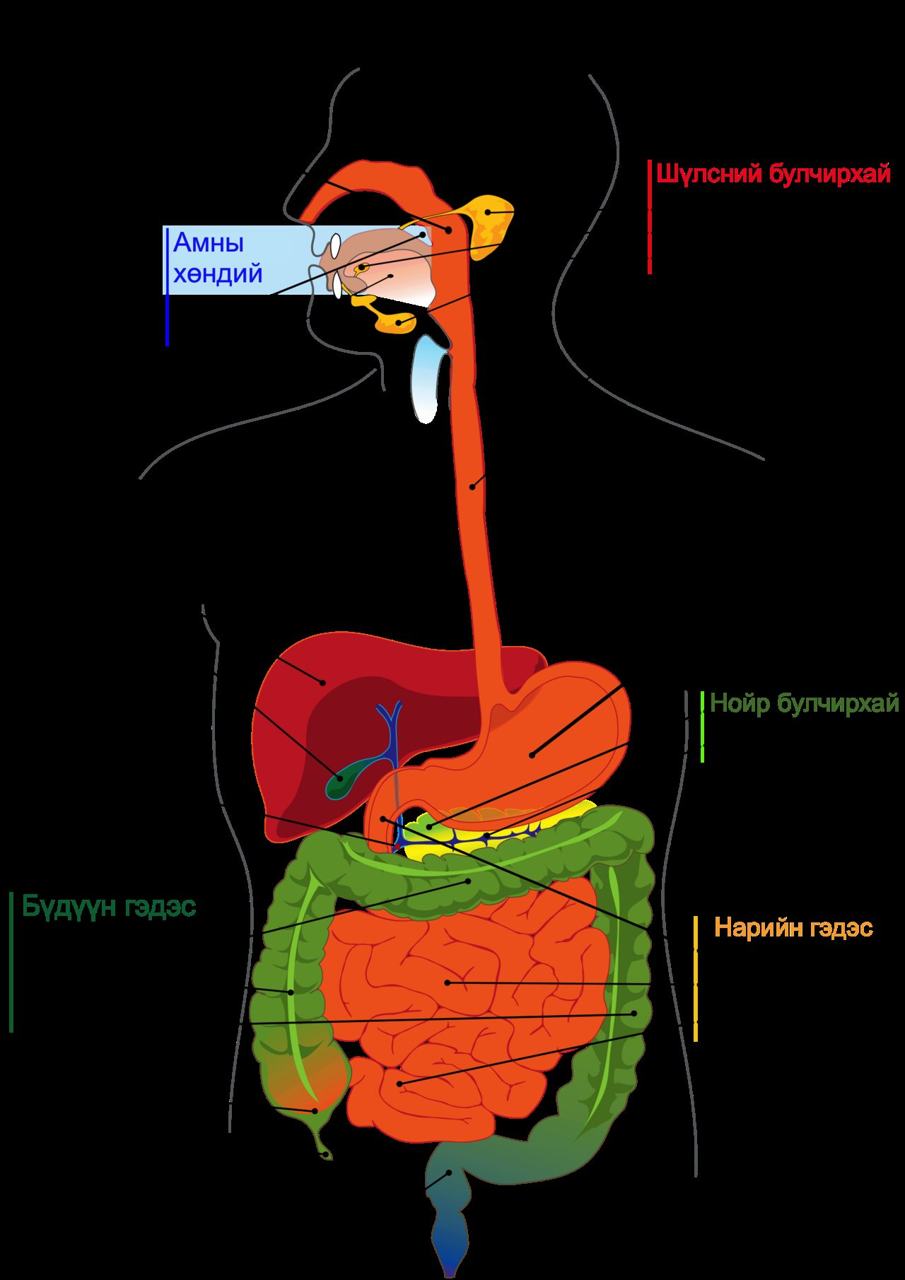 Шүлсний булчирхай
Амны
хөндий
Нойр булчирхай
Бүдүүн гэдэс
Нарийн гэдэс